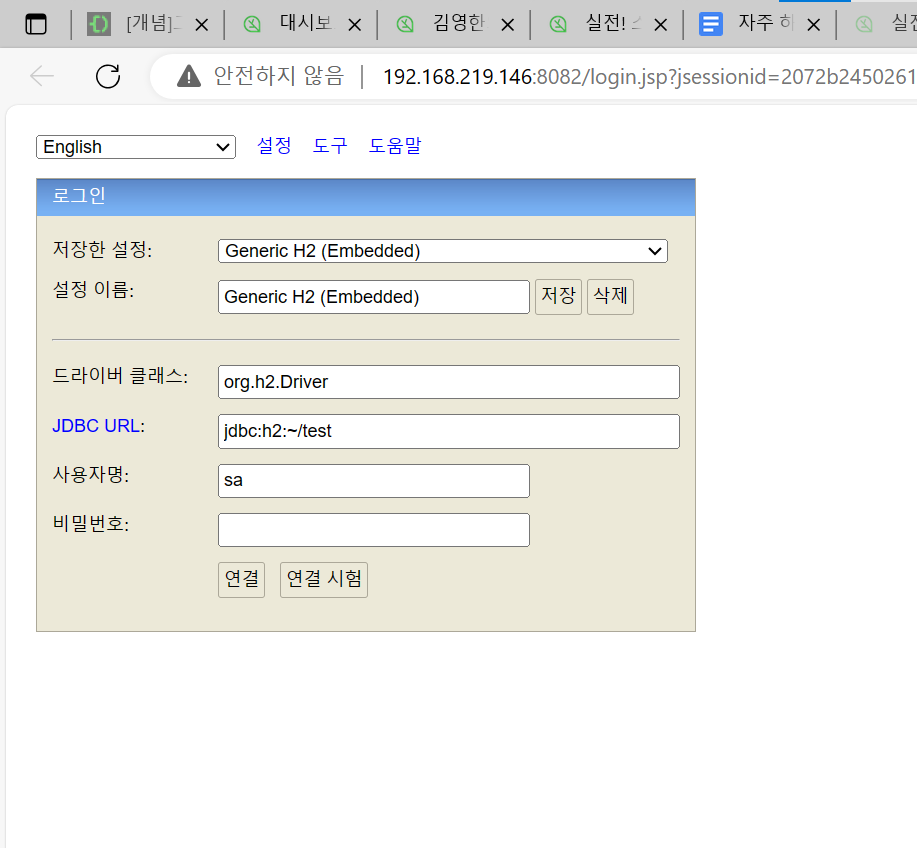 [개념]
대시보
김영한
실전!
자주 하
실전
안전하지 않음 | 192.168.219.146:8082/login.jsp?jsessionid=2072b2450261
English 설정 도구 도움말
로그인
저장한 설정: Generic H2 (Embedded)
설정 이름: Generic H2 (Embedded) 저장 삭제
드라이버 클래스: org.h2.Driver
JDBC URL: jdbc:h2:~/test
사용자명: sa
비밀번호:
연결 연결 시험